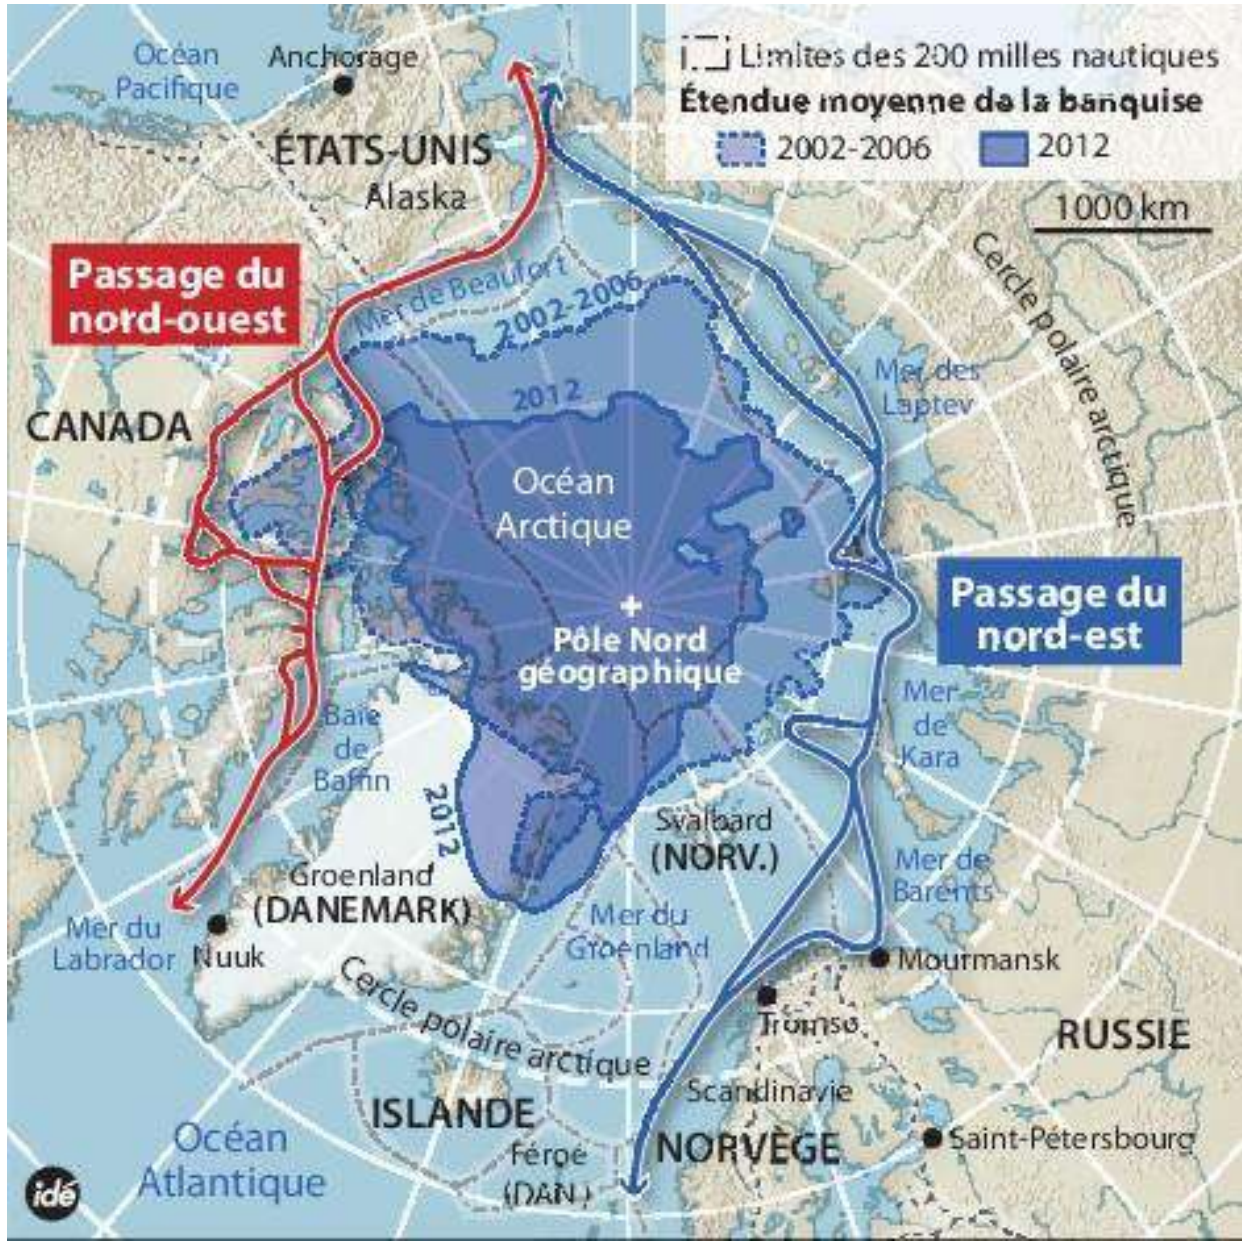 Océan
Pacifique
Anchorage
Limites des 200 milles nautiques
Étendue moyenne de la banquise
2002-2006
2012
1000 km
ÉTATS-UNIS
Alaska
Passage du
nord-ouest
Mer de Beaufort
2002-2006
Cercle polaire arctique
Mer des
Laptev
CANADA
2012
Océan
Arctique
Passage du
nord-est
Pôle Nord
géographique
Mer
de
Kara
Baie
de
Baffin
2012
Svalbard
(NORV.)
Groenland
(DANEMARK)
Mer de
Barents
Mer du
Groenland
Mer du
Labrador
Nuuk
Mourmansk
Cercle polaire arctique
Tromsø
RUSSIE
Scandinavie
ISLANDE
NORVÈGE
Saint-Pétersbourg
Féroé
(DAN.)
Océan
Atlantique
idé